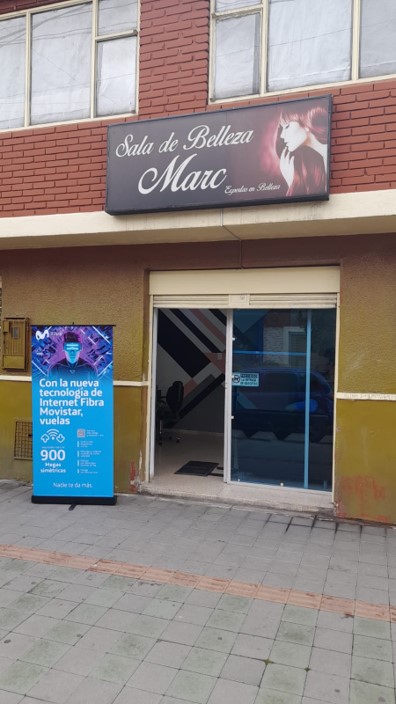 Sala de Belleza
Marc
Expertos en Belleza
Con la nueva
tecnología de
Internet Fibra
Movistar,
vuelas
900
Megas
simétricas
Nadie te da más.